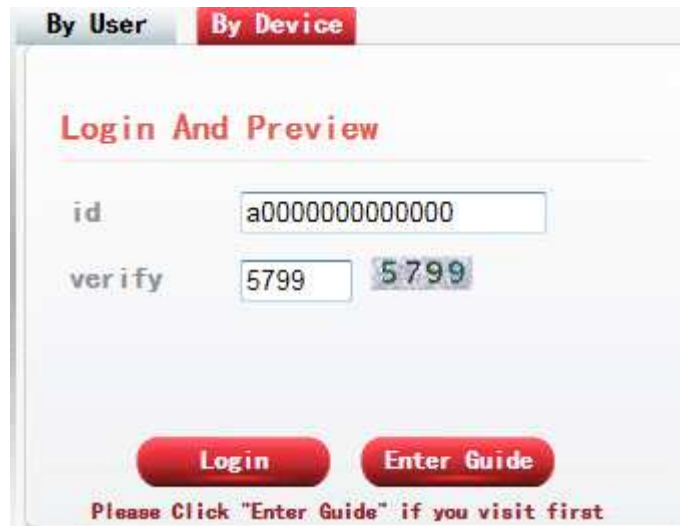 By User By Device
Login And Preview
id a0000000000000
verify 5799 5799
Login Enter Guide
Please Click "Enter Guide" if you visit first